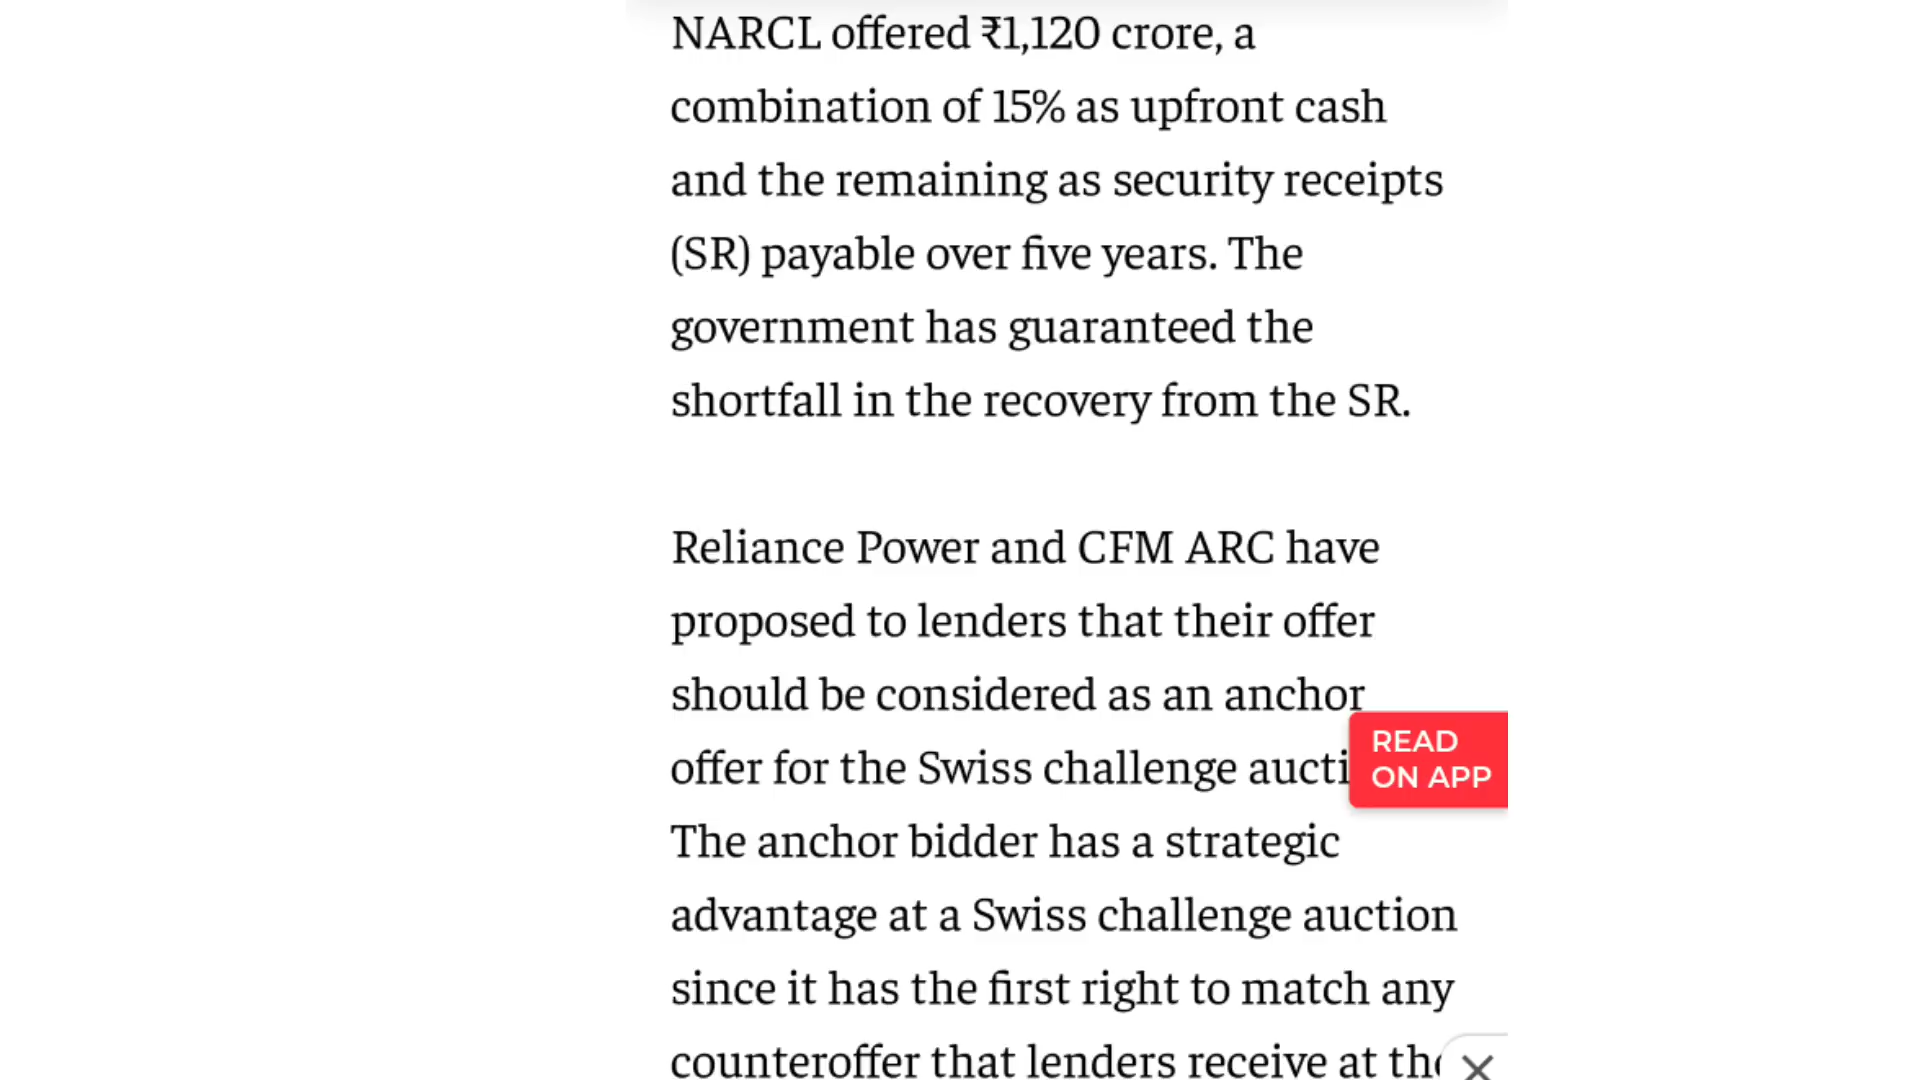 NARCL offered ₹1,120 crore, a
combination of 15% as upfront cash
and the remaining as security receipts
(SR) payable over five years. The
government has guaranteed the
shortfall in the recovery from the SR.
Reliance Power and CFM ARC have
proposed to lenders that their offer
should be considered as an anchor
offer for the Swiss challenge aucti
READ
ON APP
The anchor bidder has a strategic
advantage at a Swiss challenge auction
since it has the first right to match any
counteroffer that lenders receive at the